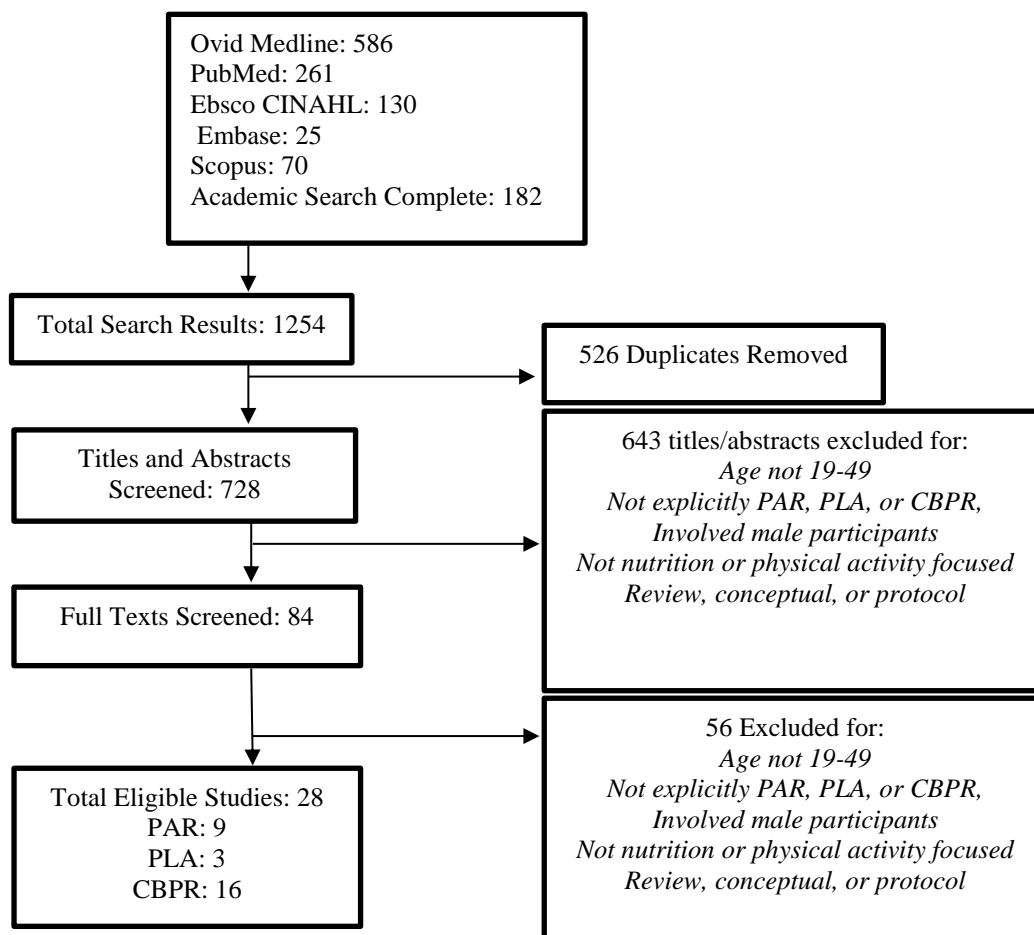 Ovid Medline: 586
PubMed: 261
Ebsco CINAHL: 130
Embase: 25
Scopus: 70
Academic Search Complete: 182
Total Search Results: 1254
526 Duplicates Removed
Titles and Abstracts
Screened: 728
643 titles/abstracts excluded for:
Age not 19-49
Not explicitly PAR, PLA, or CBPR,
Involved male participants
Not nutrition or physical activity focused
Review, conceptual, or protocol
Full Texts Screened: 84
56 Excluded for:
Age not 19-49
Not explicitly PAR, PLA, or CBPR,
Involved male participants
Not nutrition or physical activity focused
Review, conceptual, or protocol
Total Eligible Studies: 28
PAR: 9
PLA: 3
CBPR: 16